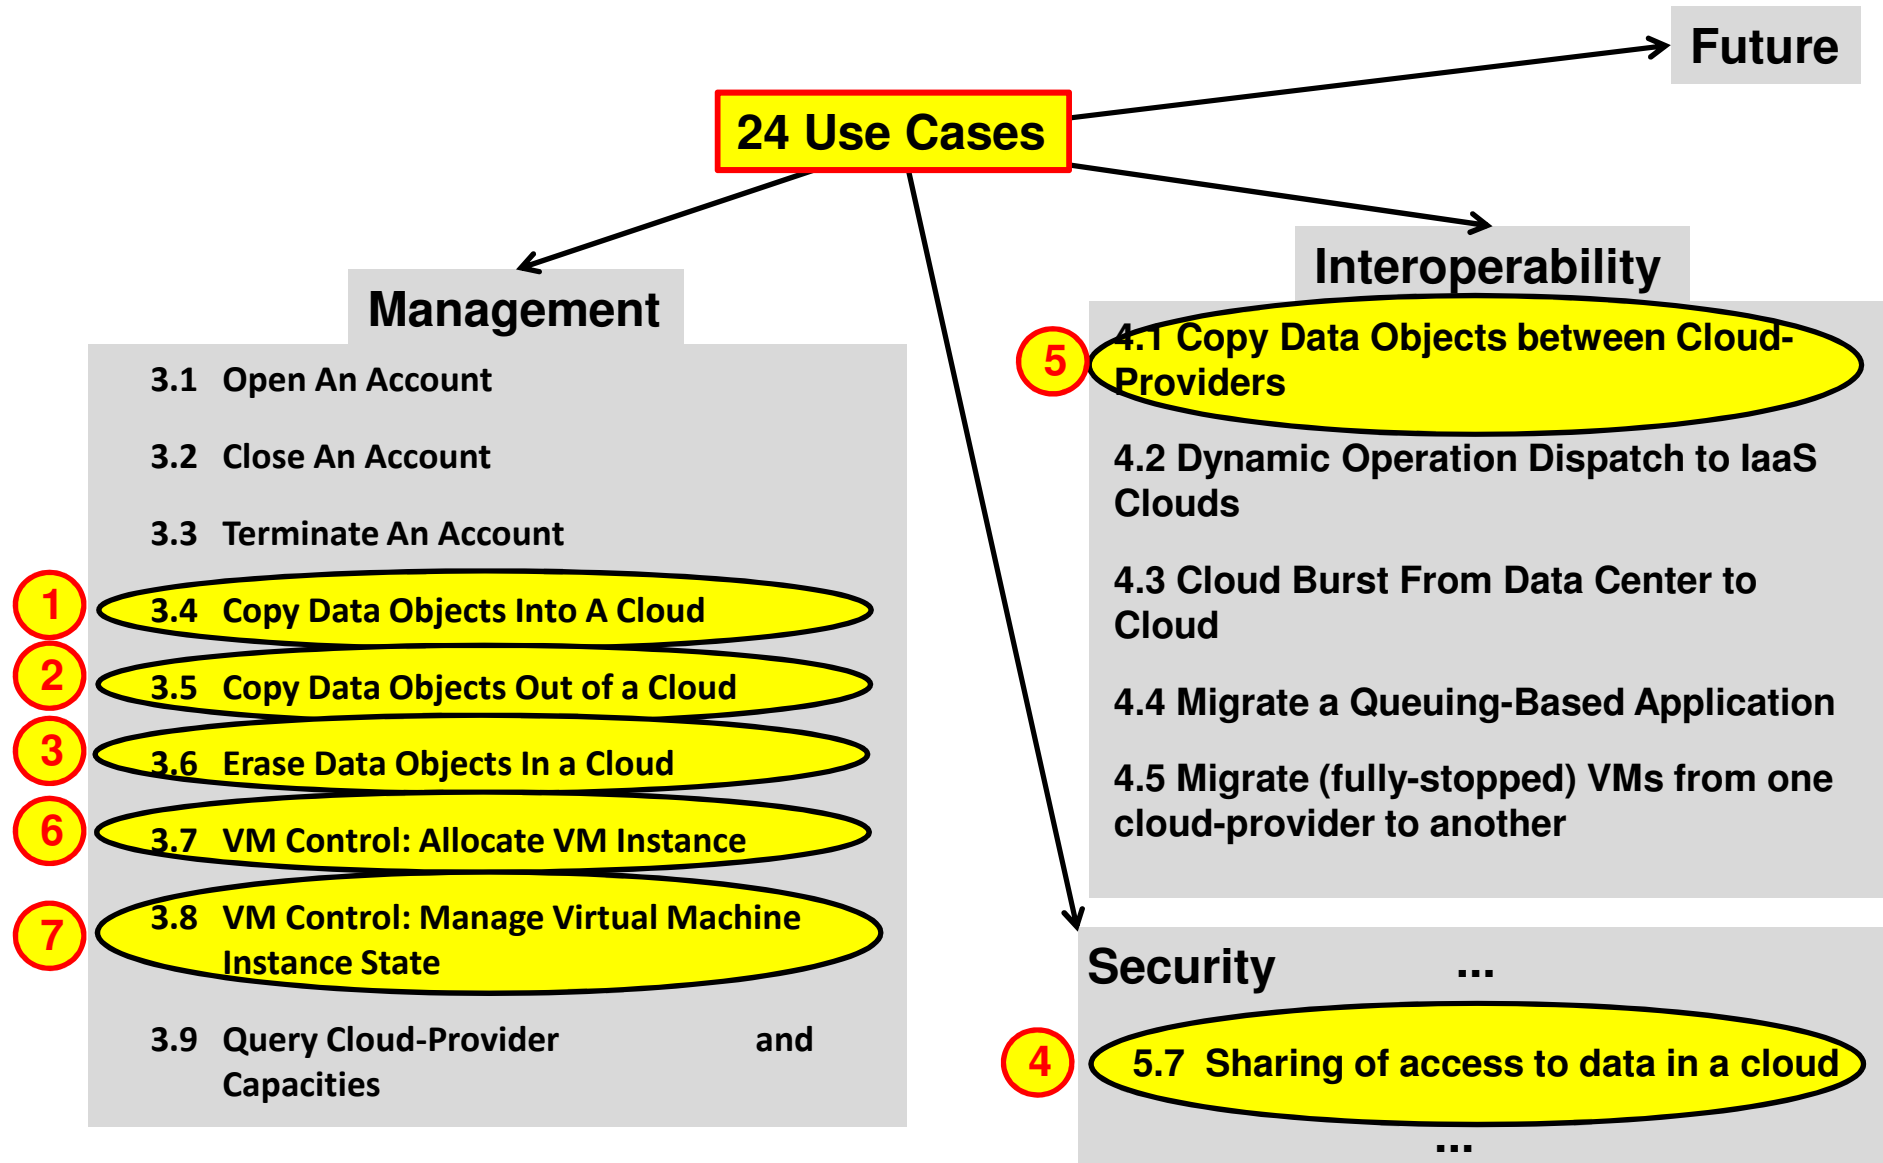 Future
24 Use Cases
Management
3.1 Open An Account
3.2 Close An Account
3.3 Terminate An Account
1
3.4 Copy Data Objects Into A Cloud
2
3.5 Copy Data Objects Out of a Cloud
3
3.6 Erase Data Objects In a Cloud
6
3.7 VM Control: Allocate VM Instance
7
3.8 VM Control: Manage Virtual Machine
Instance State
3.9 Query Cloud-Provider and
Capacities
Interoperability
5
4.1 Copy Data Objects between Cloud-
Providers
4.2 Dynamic Operation Dispatch to IaaS
Clouds
4.3 Cloud Burst From Data Center to
Cloud
4.4 Migrate a Queuing-Based Application
4.5 Migrate (fully-stopped) VMs from one
cloud-provider to another
Security ...
4
5.7 Sharing of access to data in a cloud
...